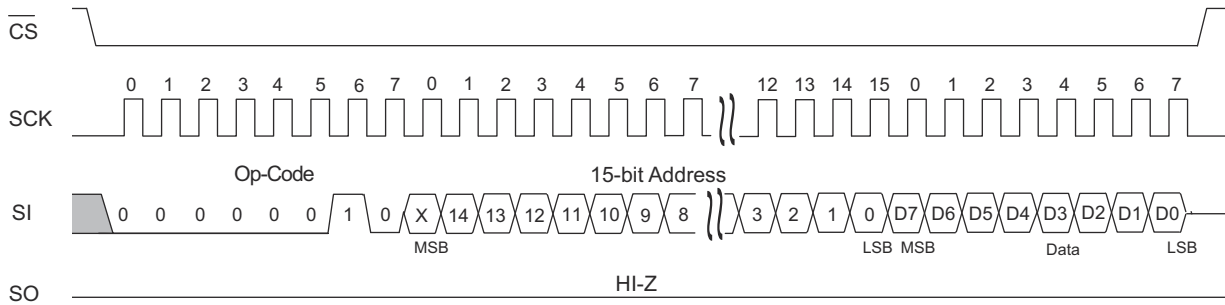 CS
0 1 2 3 4 5 6 7 0 1 2 3 4 5 6 7 12 13 14 15 0 1 2 3 4 5 6 7
SCK
Op-Code 15-bit Address
SI 0 0 0 0 0 0 1 0 X 14 13 12 11 10 9 8 3 2 1 0 D7 D6 D5 D4 D3 D2 D1 D0
MSB LSB MSB Data LSB
HI-Z
SO